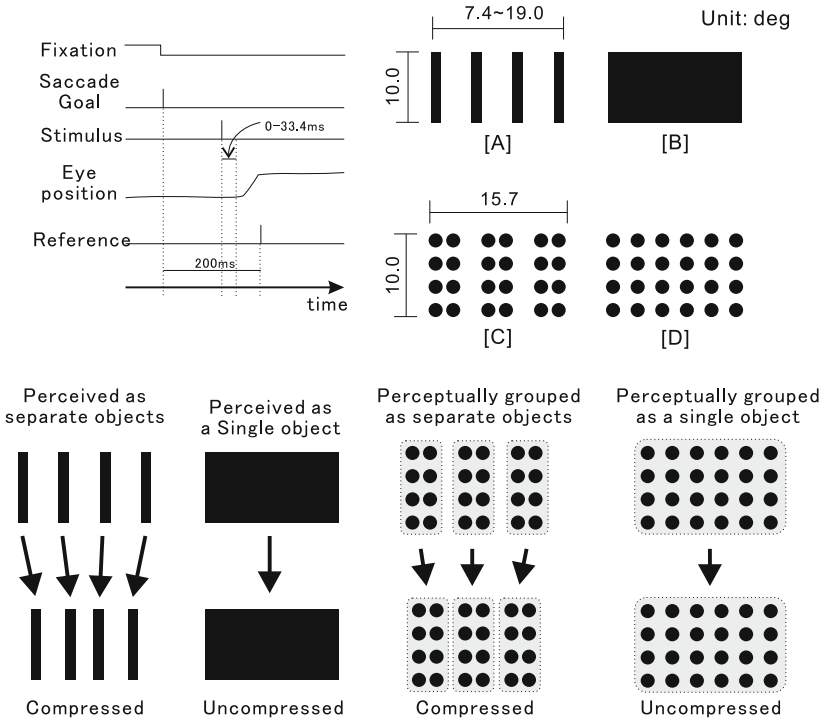 Fixation
Saccade
Goal
Stimulus
0-33.4ms
Eye
position
Reference
200ms
time
7.4~19.0
Unit: deg
10.0
[A]
[B]
15.7
10.0
[C]
[D]
Perceived as
separate objects
Perceived as
a Single object
Perceptually grouped
as separate objects
Perceptually grouped
as a single object
Compressed
Uncompressed
Compressed
Uncompressed